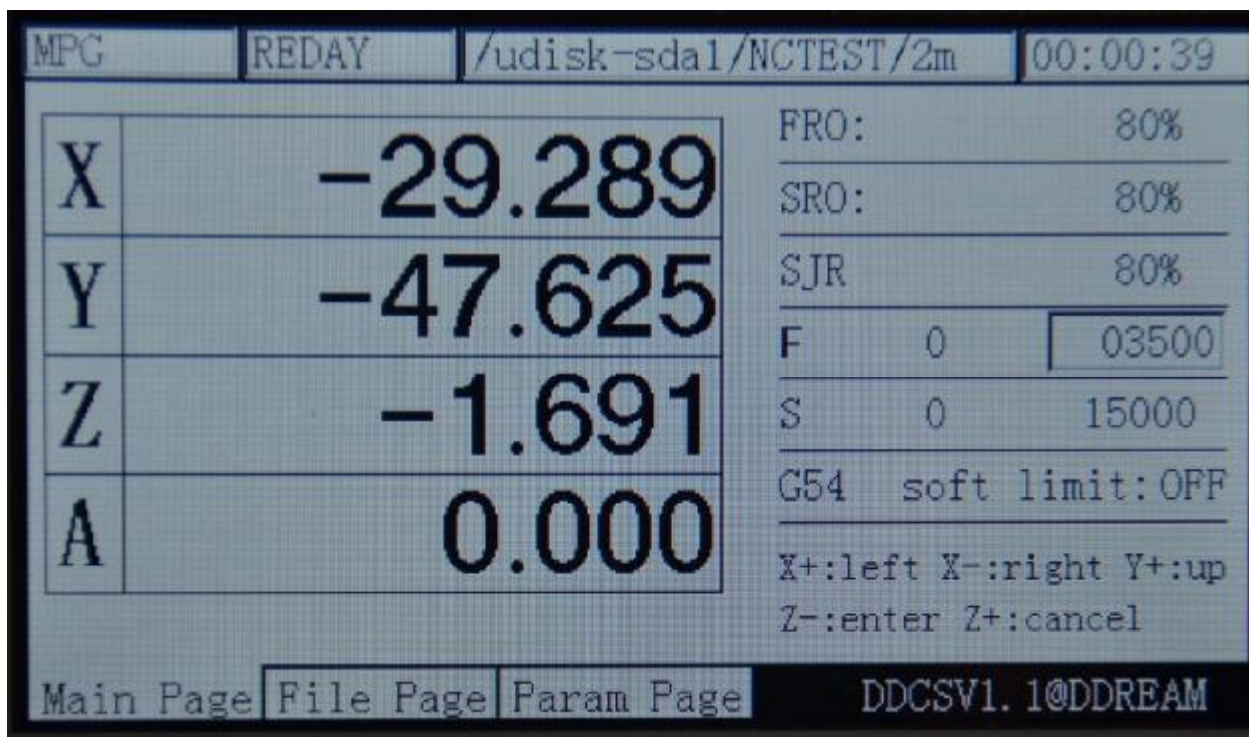 MPG REDAY /udisk-sda1/NCTEST/2m 00:00:39
X -29.289
Y -47.625
Z -1.691
A 0.000
FRO: 80%
SRO: 80%
SJR 80%
F 0 03500
S 0 15000
G54 soft limit:OFF
X+:left X-:right Y+:up
Z-:enter Z+:cancel
Main Page File Page Param Page DDCSV1.1@DDREAM